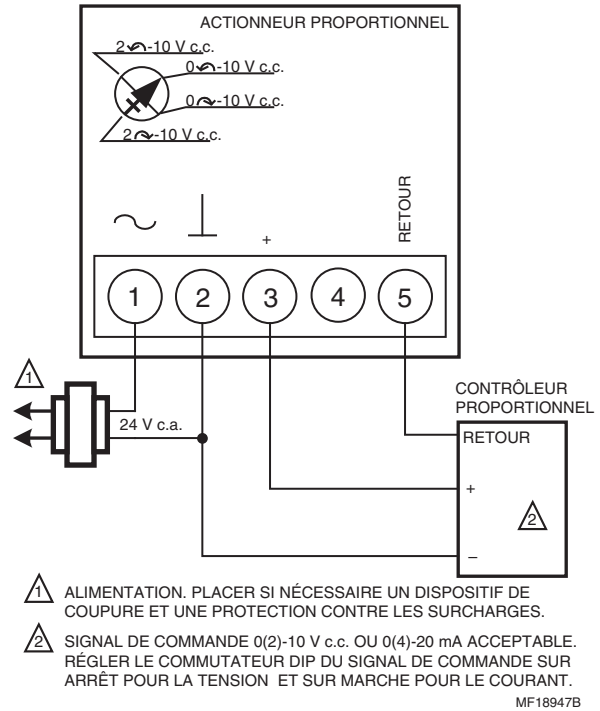 ACTIONNEUR PROPORTIONNEL
2 -10 V c.c.
0 -10 V c.c.
0 -10 V c.c.
2 -10 V c.c.
+
RETOUR
1 2 3 4 5
1
24 V c.a.
CONTRÔLEUR
PROPORTIONNEL
RETOUR
+
2
–
1 ALIMENTATION. PLACER SI NÉCESSAIRE UN DISPOSITIF DE
COUPURE ET UNE PROTECTION CONTRE LES SURCHARGES.
2 SIGNAL DE COMMANDE 0(2)-10 V c.c. OU 0(4)-20 mA ACCEPTABLE.
RÉGLER LE COMMUTATEUR DIP DU SIGNAL DE COMMANDE SUR
ARRÊT POUR LA TENSION ET SUR MARCHE POUR LE COURANT.
MF18947B